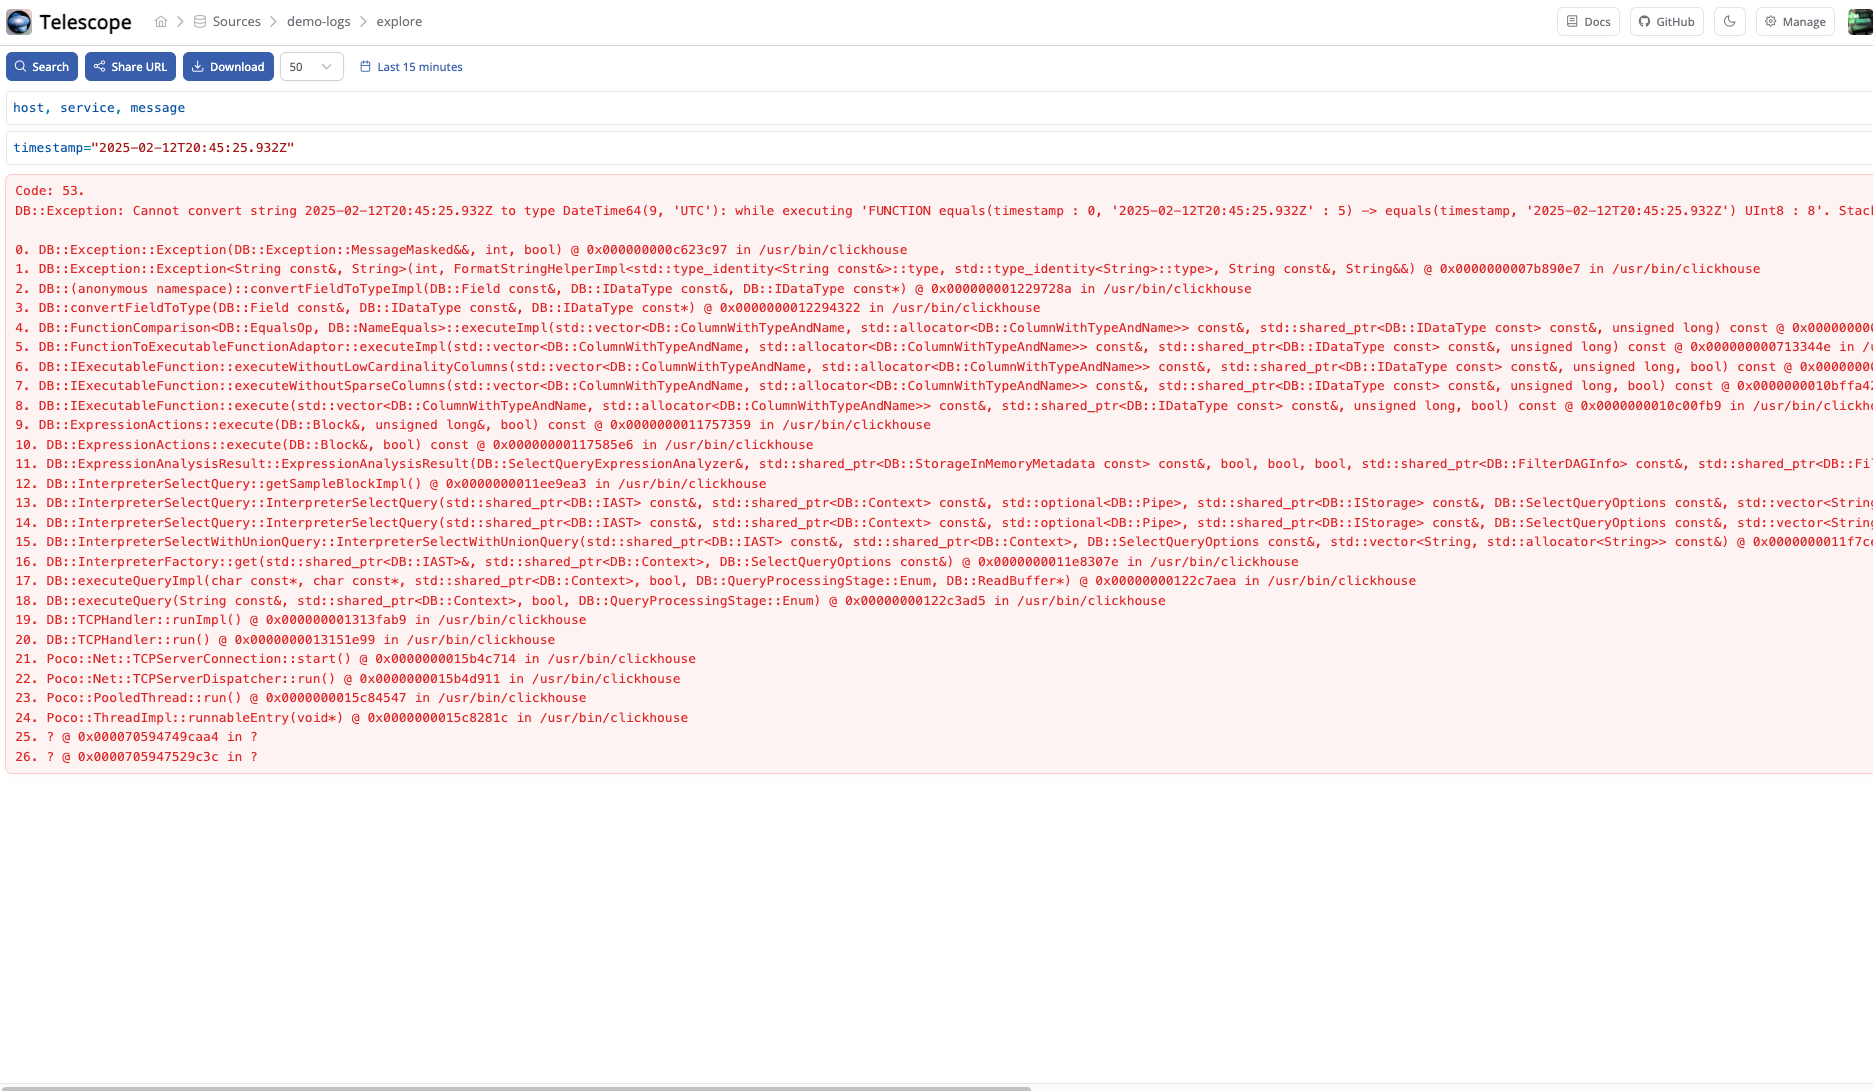 Telescope Sources demo-logs explore Docs GitHub Manage
Search Share URL Download 50 Last 15 minutes
host, service, message
timestamp="2025-02-12T20:45:25.932Z"
Code: 53.
DB::Exception: Cannot convert string 2025-02-12T20:45:25.932Z to type DateTime64(9, 'UTC'): while executing 'FUNCTION equals(timestamp : 0, '2025-02-12T20:45:25.932Z' : 5) -> equals(timestamp, '2025-02-12T20:45:25.932Z') UInt8 : 8'. Stac
0. DB::Exception::Exception(DB::Exception::MessageMasked&&, int, bool) @ 0x000000000c623c97 in /usr/bin/clickhouse
1. DB::Exception::Exception<String const&, String>(int, FormatStringHelperImpl<std::type_identity<String const&>::type, std::type_identity<String>::type>, String const&, String&&) @ 0x0000000007b890e7 in /usr/bin/clickhouse
2. DB::(anonymous namespace)::convertFieldToTypeImpl(DB::Field const&, DB::IDataType const&, DB::IDataType const*) @ 0x000000001229728a in /usr/bin/clickhouse
3. DB::convertFieldToType(DB::Field const&, DB::IDataType const&, DB::IDataType const*) @ 0x0000000012294322 in /usr/bin/clickhouse
4. DB::FunctionComparison<DB::EqualsOp, DB::NameEquals>::executeImpl(std::vector<DB::ColumnWithTypeAndName, std::allocator<DB::ColumnWithTypeAndName>> const&, std::shared_ptr<DB::IDataType const> const&, unsigned long) const @ 0x00000000
5. DB::FunctionToExecutableFunctionAdaptor::executeImpl(std::vector<DB::ColumnWithTypeAndName, std::allocator<DB::ColumnWithTypeAndName>> const&, std::shared_ptr<DB::IDataType const> const&, unsigned long) const @ 0x000000000713344e in /u
6. DB::IExecutableFunction::executeWithoutLowCardinalityColumns(std::vector<DB::ColumnWithTypeAndName, std::allocator<DB::ColumnWithTypeAndName>> const&, std::shared_ptr<DB::IDataType const> const&, unsigned long, bool) const @ 0x0000000
7. DB::IExecutableFunction::executeWithoutSparseColumns(std::vector<DB::ColumnWithTypeAndName, std::allocator<DB::ColumnWithTypeAndName>> const&, std::shared_ptr<DB::IDataType const> const&, unsigned long, bool) const @ 0x0000000010bffa42
8. DB::IExecutableFunction::execute(std::vector<DB::ColumnWithTypeAndName, std::allocator<DB::ColumnWithTypeAndName>> const&, std::shared_ptr<DB::IDataType const> const&, unsigned long, bool) const @ 0x0000000010c00fb9 in /usr/bin/clickh
9. DB::ExpressionActions::execute(DB::Block&, unsigned long&, bool) const @ 0x0000000011757359 in /usr/bin/clickhouse
10. DB::ExpressionActions::execute(DB::Block&, bool) const @ 0x00000000117585e6 in /usr/bin/clickhouse
11. DB::ExpressionAnalysisResult::ExpressionAnalysisResult(DB::SelectQueryExpressionAnalyzer&, std::shared_ptr<DB::StorageInMemoryMetadata const> const&, bool, bool, bool, std::shared_ptr<DB::FilterDAGInfo> const&, std::shared_ptr<DB::Fi
12. DB::InterpreterSelectQuery::getSampleBlockImpl() @ 0x0000000011ee9ea3 in /usr/bin/clickhouse
13. DB::InterpreterSelectQuery::InterpreterSelectQuery(std::shared_ptr<DB::IAST> const&, std::shared_ptr<DB::Context> const&, std::optional<DB::Pipe>, std::shared_ptr<DB::IStorage> const&, DB::SelectQueryOptions const&, std::vector<String
14. DB::InterpreterSelectQuery::InterpreterSelectQuery(std::shared_ptr<DB::IAST> const&, std::shared_ptr<DB::Context> const&, std::optional<DB::Pipe>, std::shared_ptr<DB::IStorage> const&, DB::SelectQueryOptions const&, std::vector<String
15. DB::InterpreterSelectWithUnionQuery::InterpreterSelectWithUnionQuery(std::shared_ptr<DB::IAST> const&, std::shared_ptr<DB::Context>, DB::SelectQueryOptions const&, std::vector<String, std::allocator<String>> const&) @ 0x0000000011f7ce
16. DB::InterpreterFactory::get(std::shared_ptr<DB::IAST>&, std::shared_ptr<DB::Context>, DB::SelectQueryOptions const&) @ 0x0000000011e8307e in /usr/bin/clickhouse
17. DB::executeQueryImpl(char const*, char const*, std::shared_ptr<DB::Context>, bool, DB::QueryProcessingStage::Enum, DB::ReadBuffer*) @ 0x00000000122c7aea in /usr/bin/clickhouse
18. DB::executeQuery(String const&, std::shared_ptr<DB::Context>, bool, DB::QueryProcessingStage::Enum) @ 0x00000000122c3ad5 in /usr/bin/clickhouse
19. DB::TCPHandler::runImpl() @ 0x000000001313fab9 in /usr/bin/clickhouse
20. DB::TCPHandler::run() @ 0x0000000013151e99 in /usr/bin/clickhouse
21. Poco::Net::TCPServerConnection::start() @ 0x0000000015b4c714 in /usr/bin/clickhouse
22. Poco::Net::TCPServerDispatcher::run() @ 0x0000000015b4d911 in /usr/bin/clickhouse
23. Poco::PooledThread::run() @ 0x0000000015c84547 in /usr/bin/clickhouse
24. Poco::ThreadImpl::runnableEntry(void*) @ 0x0000000015c8281c in /usr/bin/clickhouse
25. ? @ 0x000070594749caa4 in ?
26. ? @ 0x0000705947529c3c in ?